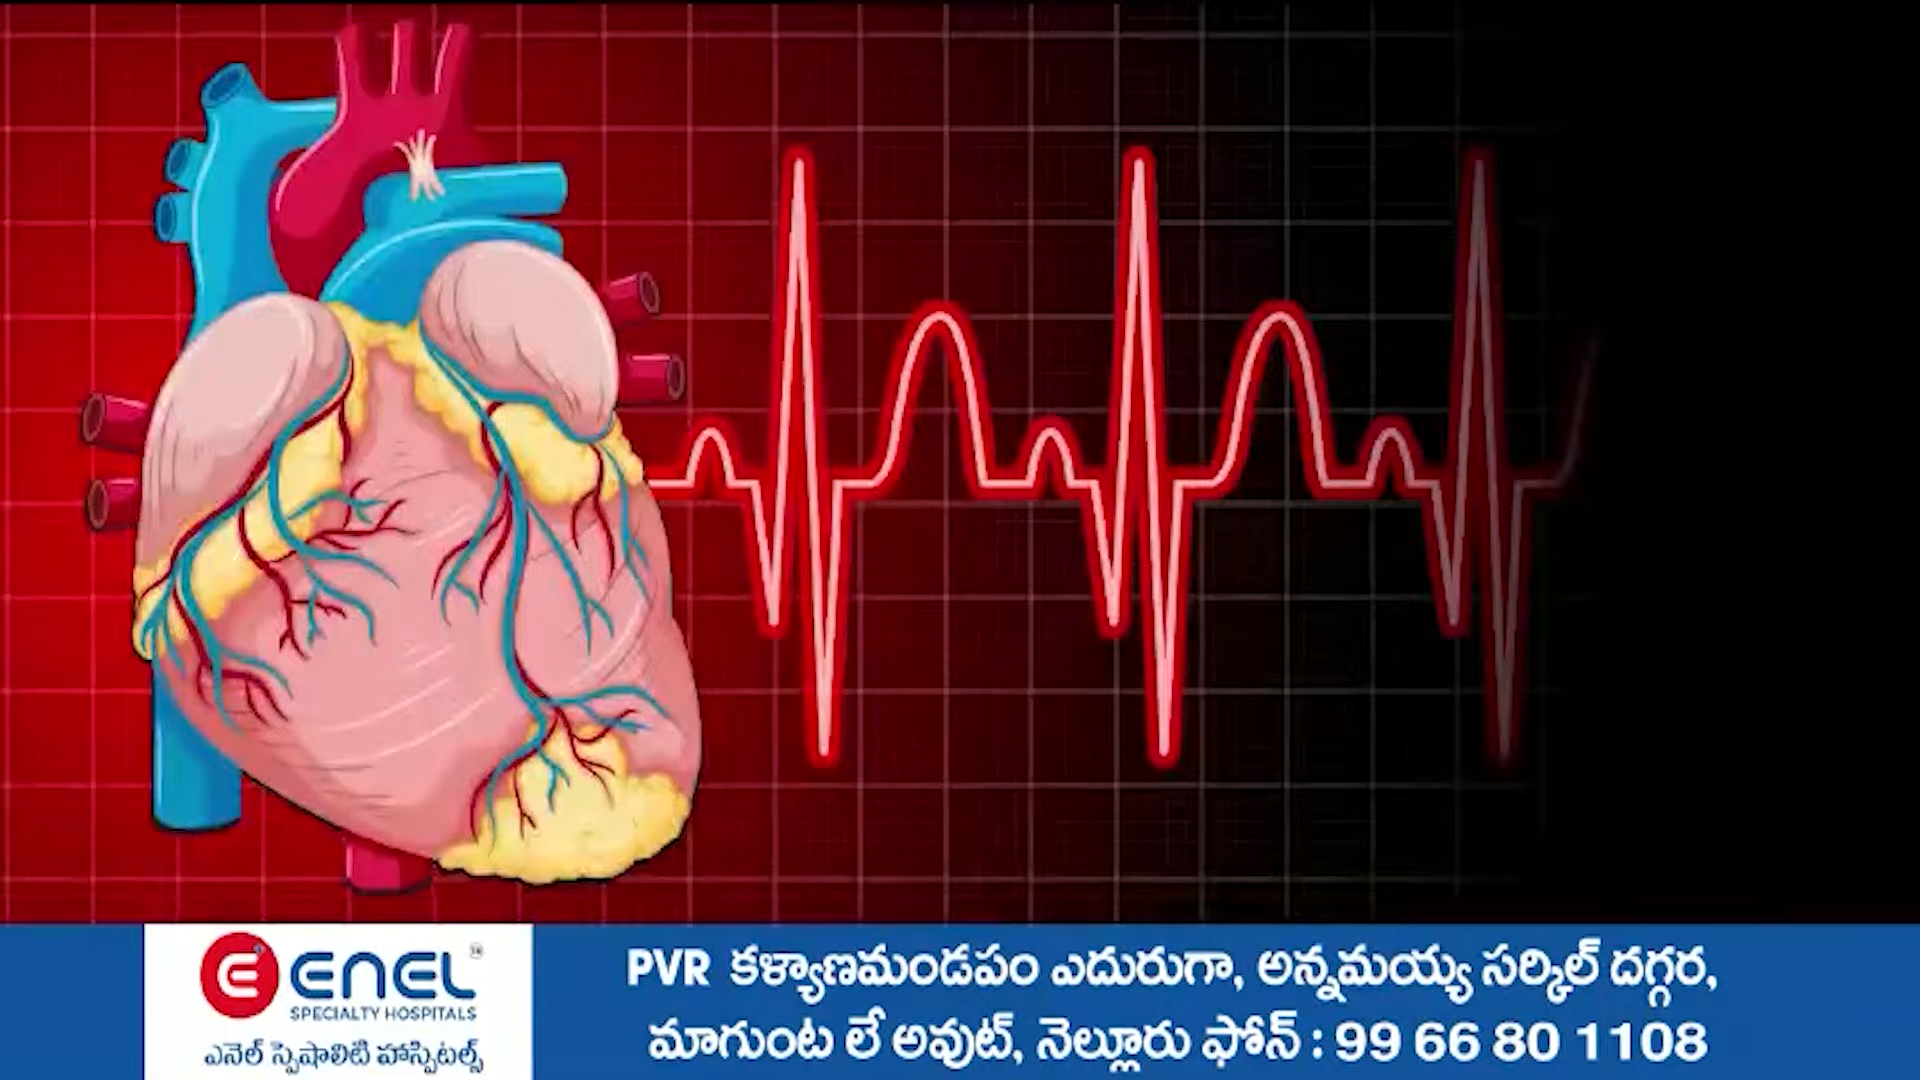 ENEL TM
SPECIALTY HOSPITALS
ఎనెల్ స్పెషాలిటి హాస్పిటల్స్
PVR కళ్యాణమండపం ఎదురుగా, అన్నమయ్య సర్కిల్ దగ్గర,
మాగుంట లే అవుట్, నెల్లూరు ఫోన్ : 99 66 80 1108